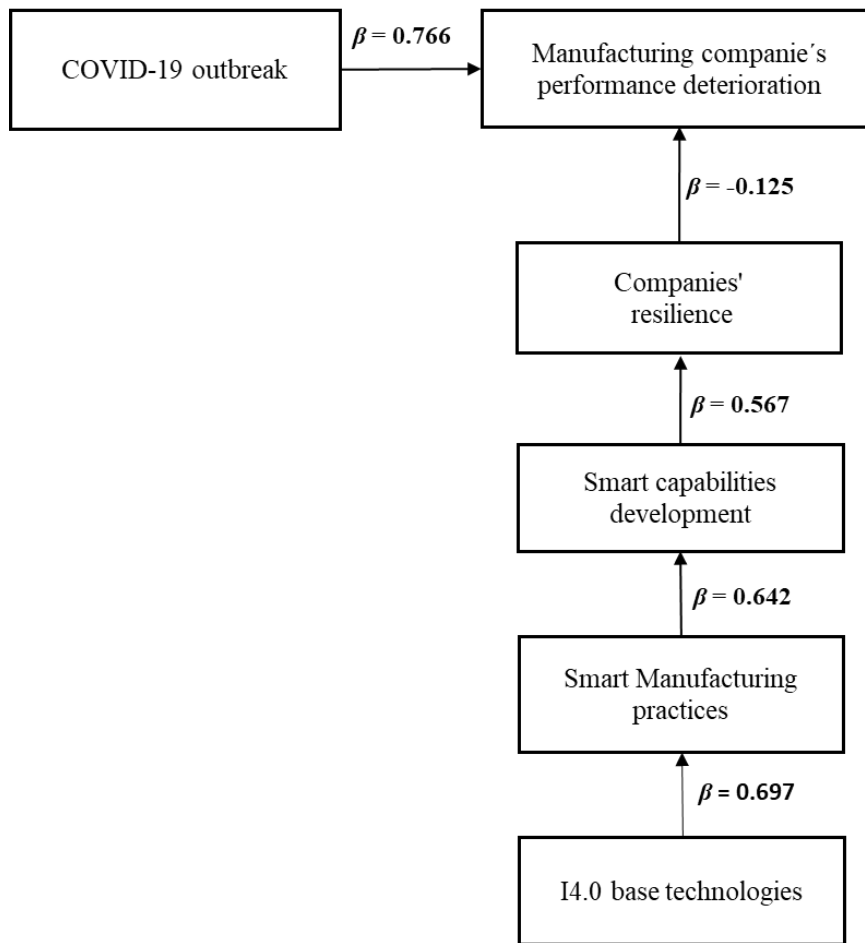 β = 0.766
COVID-19 outbreak
Manufacturing companie´s
performance deterioration
β = -0.125
Companies'
resilience
β = 0.567
Smart capabilities
development
β = 0.642
Smart Manufacturing
practices
β = 0.697
I4.0 base technologies